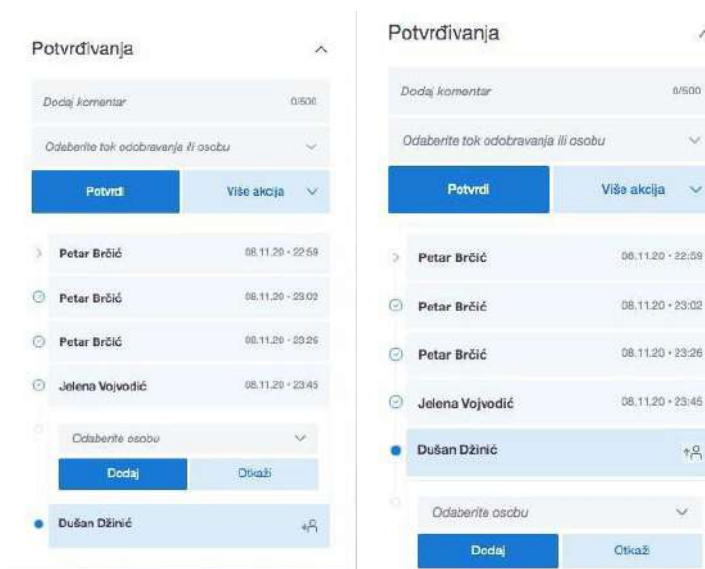 Potvrđivanja
Dodaj komentar 0/500
Odaberite tok odobravanja ili osobu
Potvrdi Više akcija
Petar Brčić 08.11.20 • 22:59
Petar Brčić 08.11.20 • 23:02
Petar Brčić 08.11.20 • 23:26
Jelena Vojvodić 08.11.20 • 23:45
Odaberite osobu
Dodaj Otkaži
Dušan Džinić
Potvrđivanja
Dodaj komentar 0/500
Odaberite tok odobravanja ili osobu
Potvrdi Više akcija
Petar Brčić 08.11.20 • 22:59
Petar Brčić 08.11.20 • 23:02
Petar Brčić 08.11.20 • 23:26
Jelena Vojvodić 08.11.20 • 23:45
Dušan Džinić
Odaberite osobu
Dodaj Otkaži